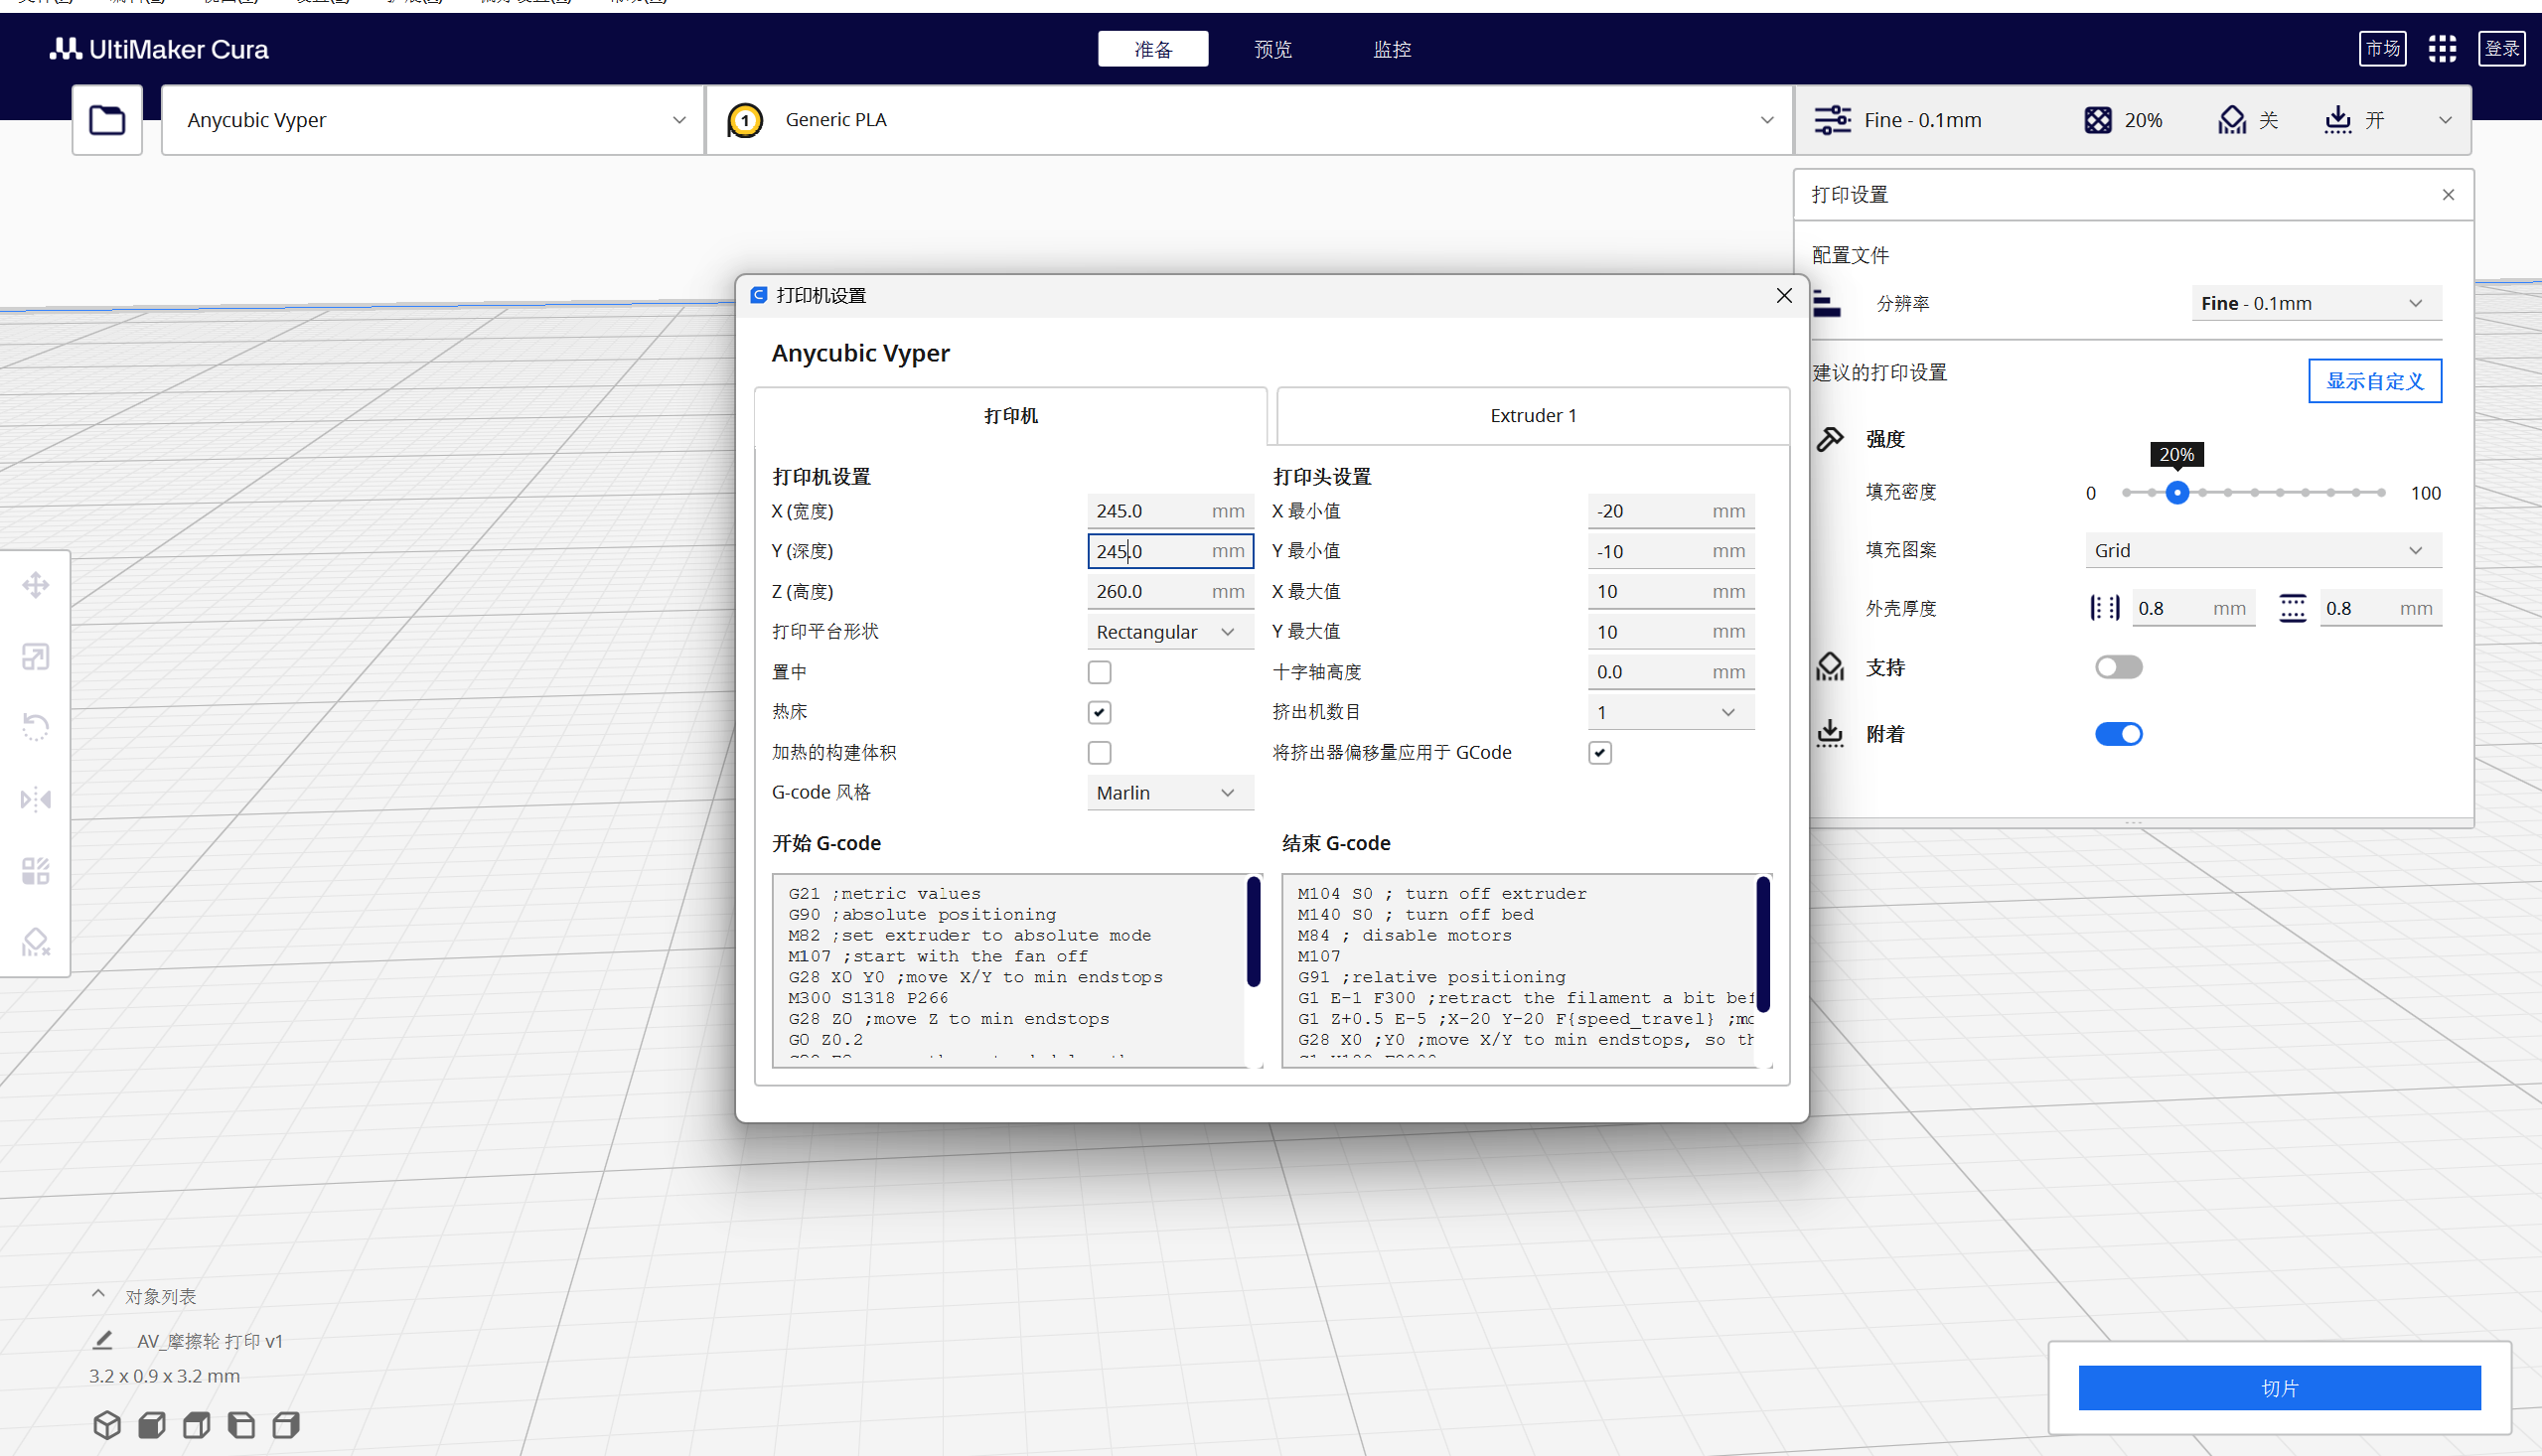 UltiMaker Cura
准备
预览
监控
市场
登录
Anycubic Vyper
1
Generic PLA
Fine - 0.1mm
20%
关
开
打印设置
配置文件
分辨率
Fine - 0.1mm
建议的打印设置
显示自定义
强度
20%
填充密度
0
100
填充图案
Grid
外壳厚度
0.8 mm
0.8 mm
支持
附着
打印机设置
Anycubic Vyper
打印机
Extruder 1
打印机设置
X (宽度)
245.0 mm
Y (深度)
245.0 mm
Z (高度)
260.0 mm
打印平台形状
Rectangular
置中
热床
加热的构建体积
G-code 风格
Marlin
打印头设置
X 最小值
-20 mm
Y 最小值
-10 mm
X 最大值
10 mm
Y 最大值
10 mm
十字轴高度
0.0 mm
挤出机数目
1
将挤出器偏移量应用于 GCode
开始 G-code
G21 ;metric values
G90 ;absolute positioning
M82 ;set extruder to absolute mode
M107 ;start with the fan off
G28 X0 Y0 ;move X/Y to min endstops
M300 S1318 P266
G28 Z0 ;move Z to min endstops
G0 Z0.2
结束 G-code
M104 S0 ; turn off extruder
M140 S0 ; turn off bed
M84 ; disable motors
M107
G91 ;relative positioning
G1 E-1 F300 ;retract the filament a bit bef
G1 Z+0.5 E-5 ;X-20 Y-20 F{speed_travel} ;mo
G28 X0 ;Y0 ;move X/Y to min endstops, so th
对象列表
AV_摩擦轮 打印 v1
3.2 x 0.9 x 3.2 mm
切片